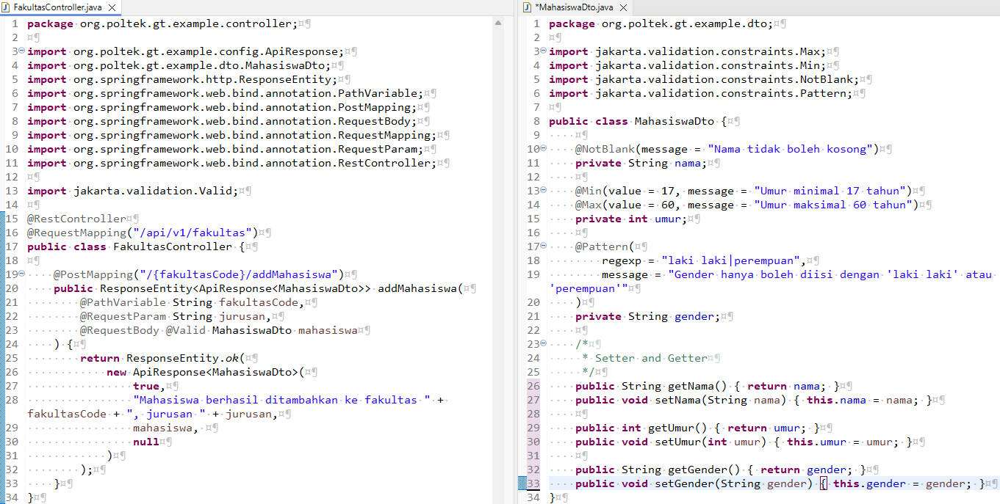 FakultasController.java
1 package org.poltek.gt.example.controller;
2
3 import org.poltek.gt.example.config.ApiResponse;
4 import org.poltek.gt.example.dto.MahasiswaDto;
5 import org.springframework.http.ResponseEntity;
6 import org.springframework.web.bind.annotation.PathVariable;
7 import org.springframework.web.bind.annotation.PostMapping;
8 import org.springframework.web.bind.annotation.RequestBody;
9 import org.springframework.web.bind.annotation.RequestMapping;
10 import org.springframework.web.bind.annotation.RequestParam;
11 import org.springframework.web.bind.annotation.RestController;
12
13 import jakarta.validation.Valid;
14
15 @RestController
16 @RequestMapping("/api/v1/fakultas")
17 public class FakultasController {
18
19     @PostMapping("/{fakultasCode}/addMahasiswa")
20     public ResponseEntity<ApiResponse<MahasiswaDto>> addMahasiswa(
21         @PathVariable String fakultasCode,
22         @RequestParam String jurusan,
23         @RequestBody @Valid MahasiswaDto mahasiswa
24     ) {
25         return ResponseEntity.ok(
26             new ApiResponse<MahasiswaDto>(
27                 true,
28                 "Mahasiswa berhasil ditambahkan ke fakultas " +
fakultasCode + ", jurusan " + jurusan,
29                 mahasiswa,
30                 null
31             )
32         );
33     }
34 }
*MahasiswaDto.java
1 package org.poltek.gt.example.dto;
2
3 import jakarta.validation.constraints.Max;
4 import jakarta.validation.constraints.Min;
5 import jakarta.validation.constraints.NotBlank;
6 import jakarta.validation.constraints.Pattern;
7
8 public class MahasiswaDto {
9
10     @NotBlank(message = "Nama tidak boleh kosong")
11     private String nama;
12
13     @Min(value = 17, message = "Umur minimal 17 tahun")
14     @Max(value = 60, message = "Umur maksimal 60 tahun")
15     private int umur;
16
17     @Pattern(
18         regexp = "laki laki|perempuan",
19         message = "Gender hanya boleh diisi dengan 'laki laki' atau
'perempuan'"
20     )
21     private String gender;
22
23     /*
24      * Setter and Getter
25      */
26     public String getNama() { return nama; }
27     public void setNama(String nama) { this.nama = nama; }
28
29     public int getUmur() { return umur; }
30     public void setUmur(int umur) { this.umur = umur; }
31
32     public String getGender() { return gender; }
33     public void setGender(String gender) { this.gender = gender; }
34 }